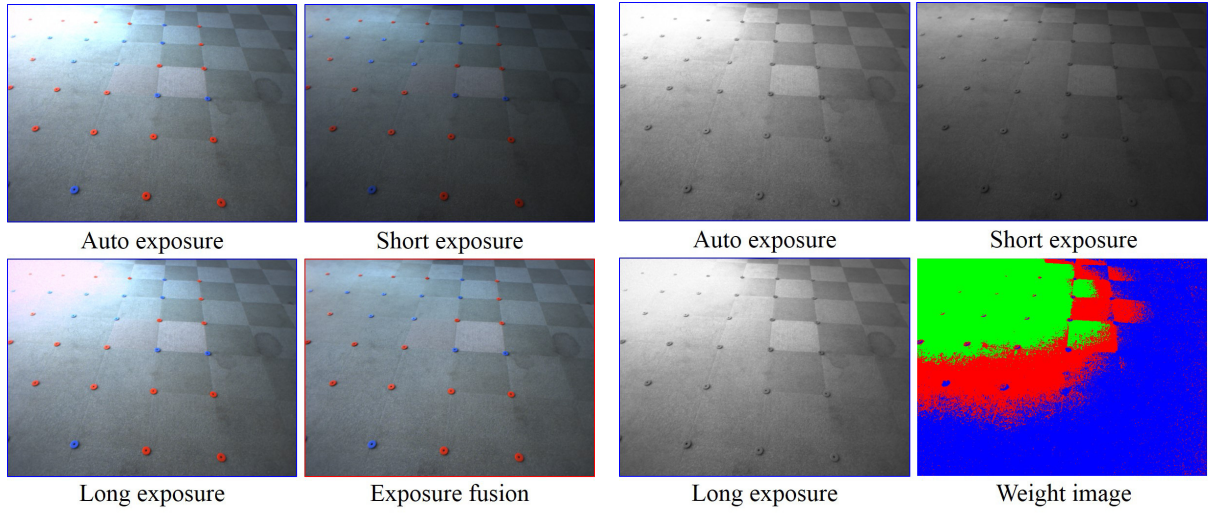 Auto exposure
Short exposure
Auto exposure
Short exposure
Long exposure
Exposure fusion
Long exposure
Weight image